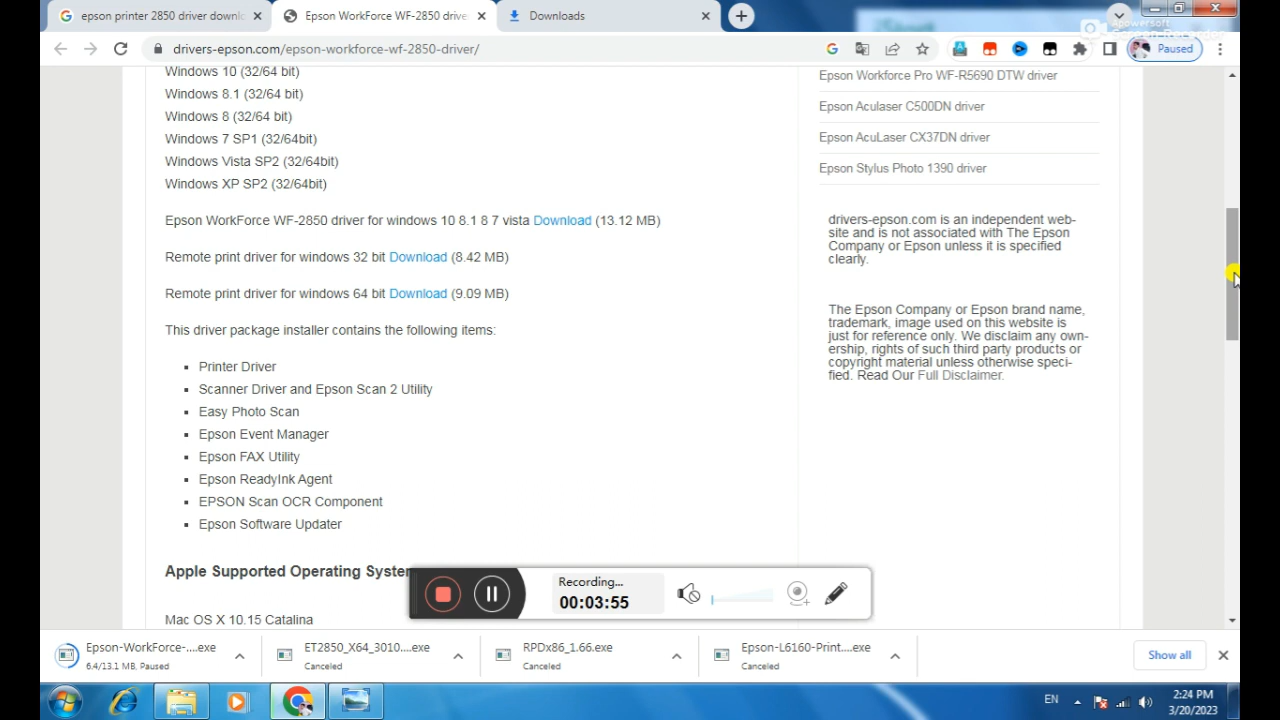 epson printer 2850 driver downl
Epson WorkForce WF-2850 drive
Downloads
drivers-epson.com/epson-workforce-wf-2850-driver/
Paused
Apowersoft
Screen Recorder
Windows 10 (32/64 bit)
Windows 8.1 (32/64 bit)
Windows 8 (32/64 bit)
Windows 7 SP1 (32/64bit)
Windows Vista SP2 (32/64bit)
Windows XP SP2 (32/64bit)
Epson WorkForce WF-2850 driver for windows 10 8.1 8 7 vista Download (13.12 MB)
Remote print driver for windows 32 bit Download (8.42 MB)
Remote print driver for windows 64 bit Download (9.09 MB)
This driver package installer contains the following items:
Printer Driver
Scanner Driver and Epson Scan 2 Utility
Easy Photo Scan
Epson Event Manager
Epson FAX Utility
Epson ReadyInk Agent
EPSON Scan OCR Component
Epson Software Updater
Apple Supported Operating System
Mac OS X 10.15 Catalina
Epson Workforce Pro WF-R5690 DTW driver
Epson Aculaser C500DN driver
Epson AcuLaser CX37DN driver
Epson Stylus Photo 1390 driver
drivers-epson.com is an independent web-
site and is not associated with The Epson
Company or Epson unless it is specified
clearly.
The Epson Company or Epson brand name,
trademark, image used on this website is
just for reference only. We disclaim any own-
ership, rights of such third party products or
copyright material unless otherwise speci-
fied. Read Our Full Disclaimer.
Recording...
00:03:55
Epson-WorkForce-....exe
6.4/13.1 MB, Paused
ET2850_X64_3010....exe
Canceled
RPDx86_1.66.exe
Canceled
Epson-L6160-Print....exe
Canceled
Show all
EN
2:24 PM
3/20/2023